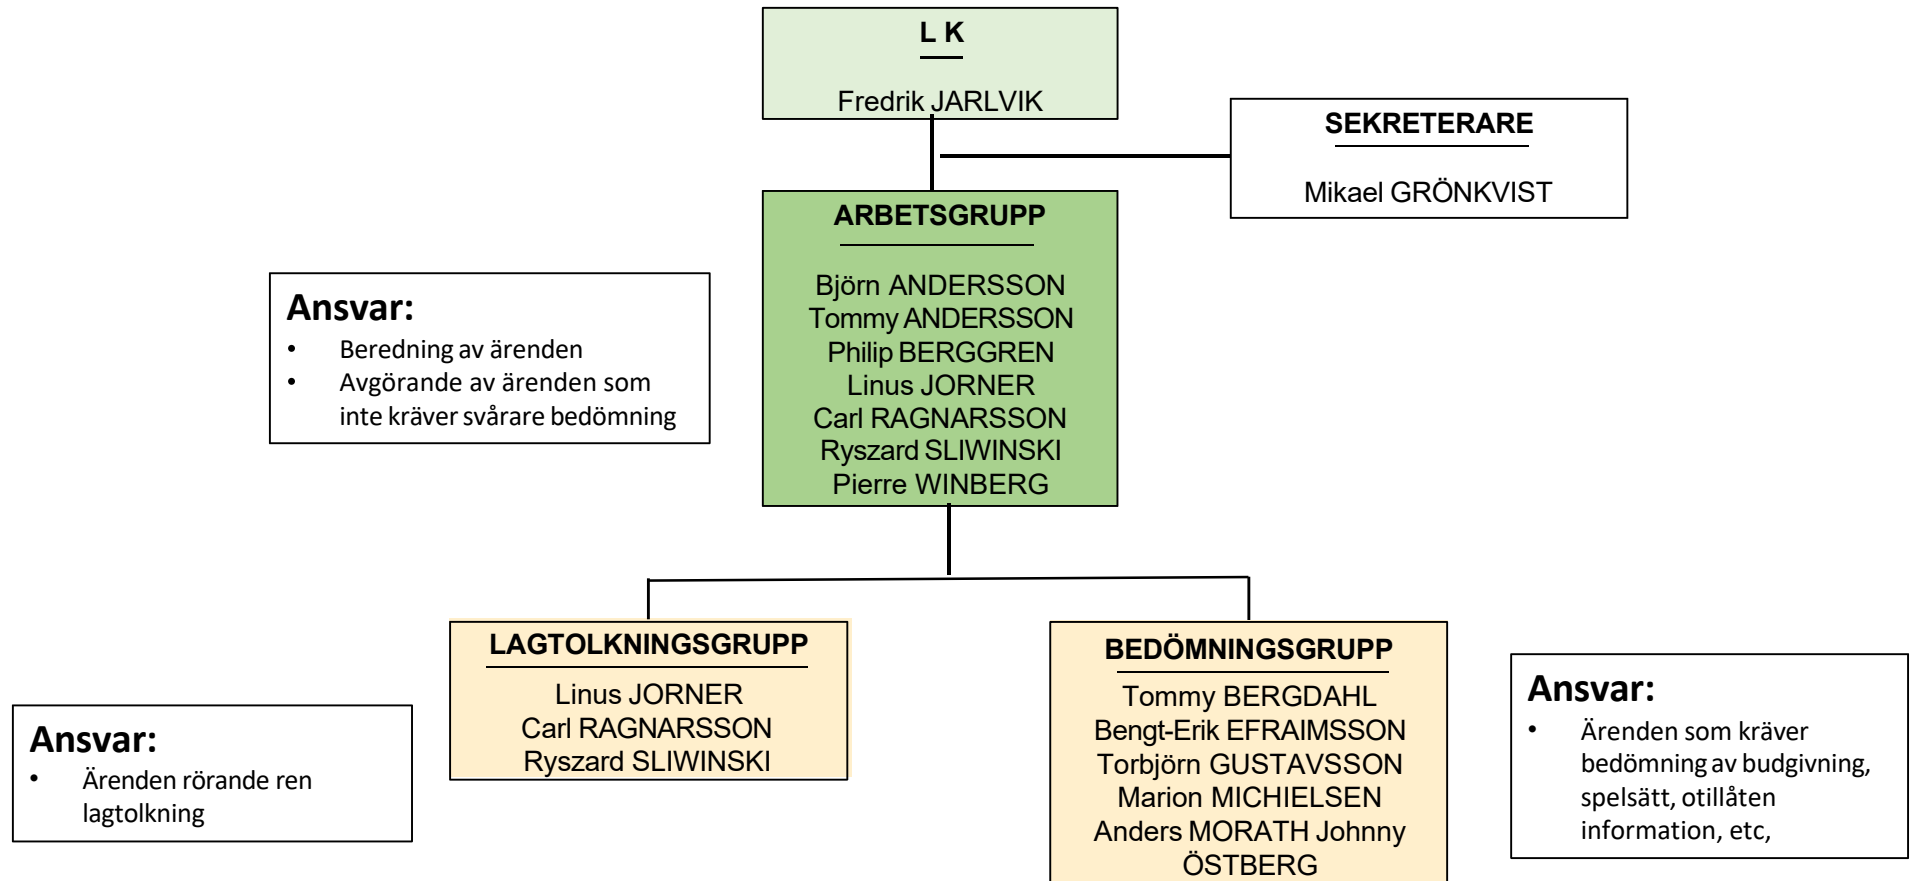 L K
Fredrik JARLVIK
SEKRETERARE
Mikael GRÖNKVIST
ARBETSGRUPP
Björn ANDERSSON
Tommy ANDERSSON
Philip BERGGREN
Linus JORNER
Carl RAGNARSSON
Ryszard SLIWINSKI
Pierre WINBERG
Ansvar:
• Beredning av ärenden
• Avgörande av ärenden som
inte kräver svårare bedömning
LAGTOLKNINGSGRUPP
Linus JORNER
Carl RAGNARSSON
Ryszard SLIWINSKI
Ansvar:
• Ärenden rörande ren
lagtolkning
BEDÖMNINGSGRUPP
Tommy BERGDAHL
Bengt-Erik EFRAIMSSON
Torbjörn GUSTAVSSON
Marion MICHIELSEN
Anders MORATH Johnny
ÖSTBERG
Ansvar:
• Ärenden som kräver
bedömning av budgivning,
spelsätt, otillåten
information, etc,